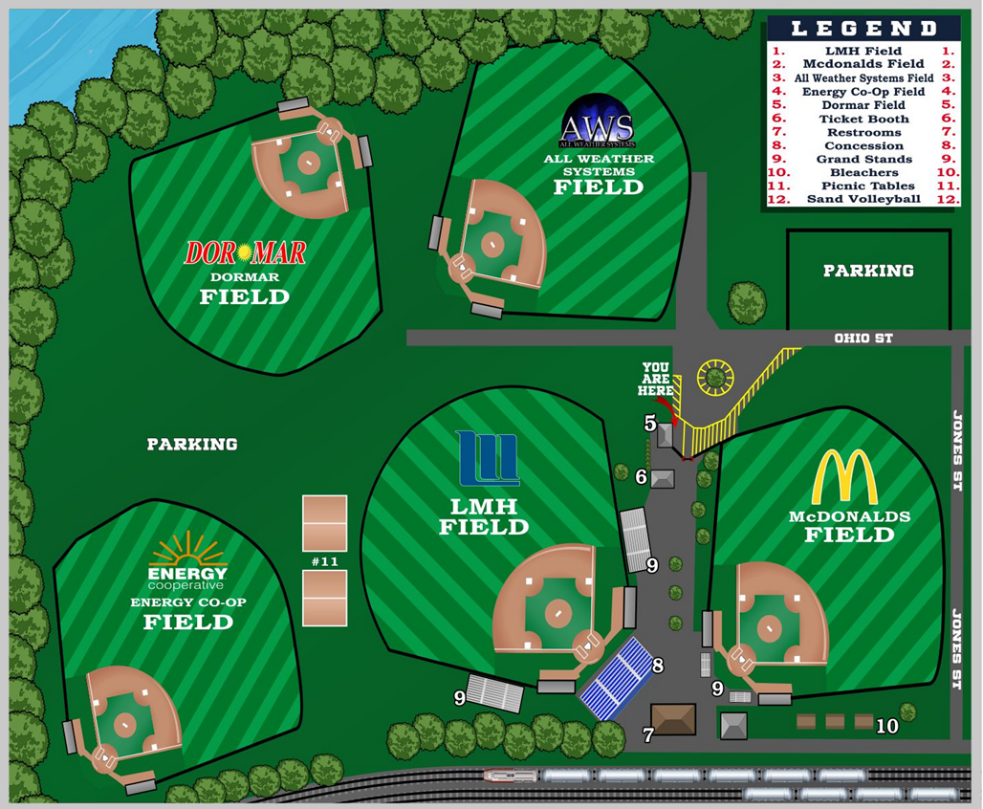 LEGEND
1. LMH Field 1.
2. Mcdonalds Field 2.
3. All Weather Systems Field 3.
4. Energy Co-Op Field 4.
5. Dormar Field 5.
6. Ticket Booth 6.
7. Restrooms 7.
8. Concession 8.
9. Grand Stands 9.
10. Bleachers 10.
11. Picnic Tables 11.
12. Sand Volleyball 12.
AWS
ALL WEATHER SYSTEMS
ALL WEATHER
SYSTEMS
FIELD
DOR MAR
DORMAR
FIELD
PARKING
OHIO ST
YOU
ARE
HERE
5
6
JONES ST
PARKING
LMH
FIELD
McDONALDS
FIELD
#11
9
ENERGY
cooperative
ENERGY CO-OP
FIELD
JONES ST
8
9
9
7
10